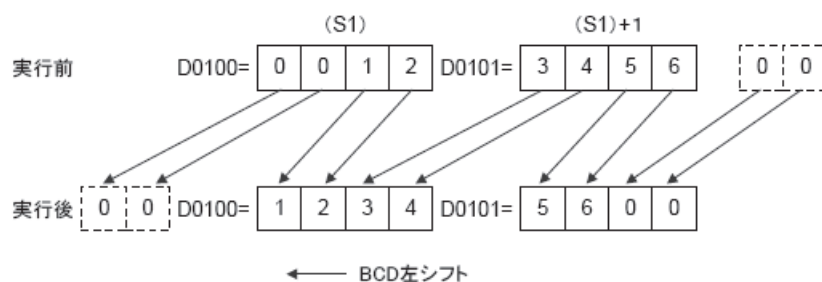 (S1) (S1)+1
実行前 D0100= 0 0 1 2 D0101= 3 4 5 6 0 0
実行後 0 0 D0100= 1 2 3 4 D0101= 5 6 0 0
BCD左シフト